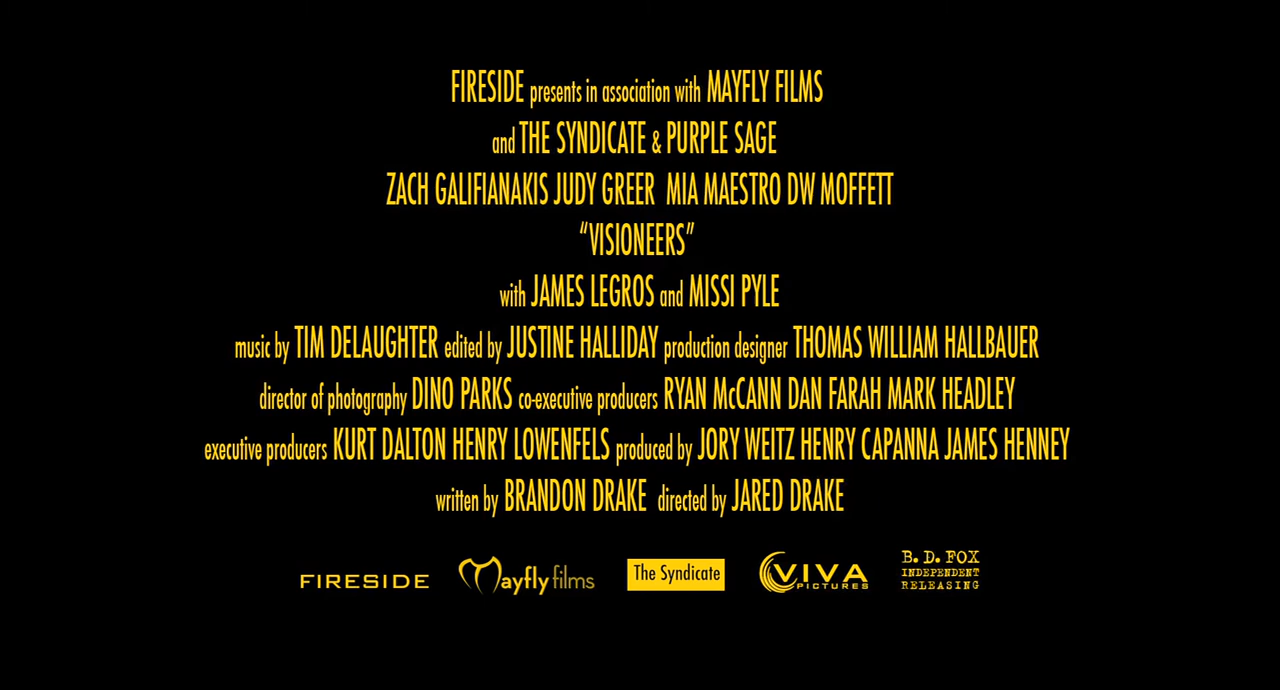 FIRESIDE presents in association with MAYFLY FILMS
and THE SYNDICATE & PURPLE SAGE
ZACH GALIFIANAKIS JUDY GREER MIA MAESTRO DW MOFFETT
“VISIONEERS”
with JAMES LEGROS and MISSI PYLE
music by TIM DELAUGHTER edited by JUSTINE HALLIDAY production designer THOMAS WILLIAM HALLBAUER
director of photography DINO PARKS co-executive producers RYAN McCANN DAN FARAH MARK HEADLEY
executive producers KURT DALTON HENRY LOWENFELS produced by JORY WEITZ HENRY CAPANNA JAMES HENNEY
written by BRANDON DRAKE directed by JARED DRAKE
FIRESIDE
Mayfly films
The Syndicate
VIVA
PICTURES
B. D. FOX
INDEPENDENT
RELEASING